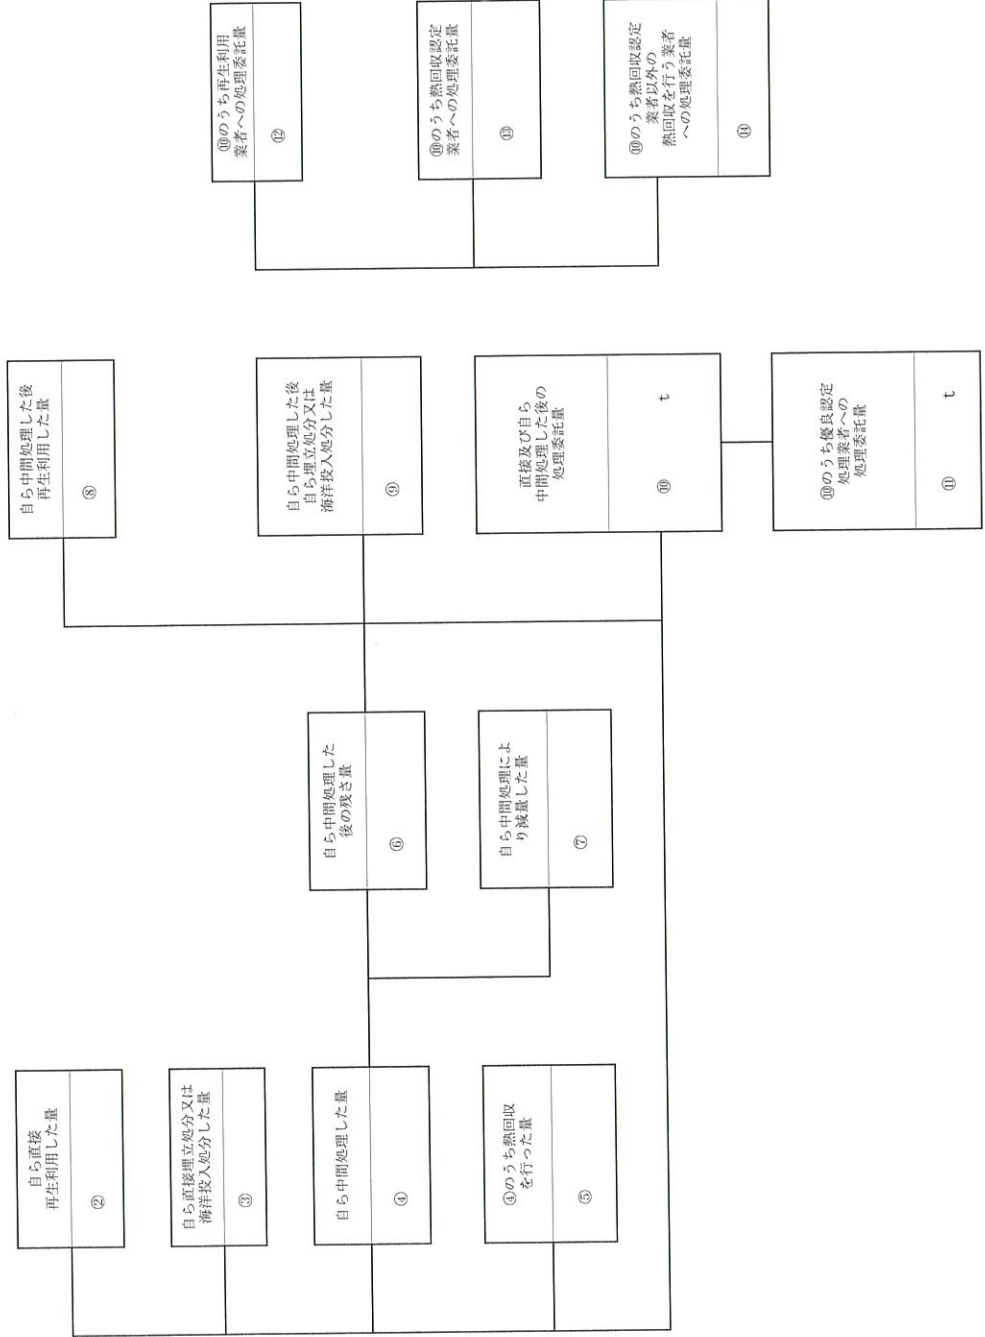 自ら直接
再生利用した量
②
自ら直接埋立処分又は
海洋投入処分した量
③
自ら中間処理した量
④
④のうち熱回収
を行った量
⑤
自ら中間処理した
後の残さ量
⑥
自ら中間処理によ
り減量した量
⑦
自ら中間処理した後
再生利用した量
⑧
自ら中間処理した後
自ら埋立処分又は
海洋投入処分した量
⑨
直接及び自ら
中間処理した後の
処理委託量
⑩ t
⑩のうち優良認定
処理業者への
処理委託量
⑪ t
⑩のうち再生利用
業者への処理委託量
⑫
⑩のうち熱回収認定
業者への処理委託量
⑬
⑩のうち熱回収認定
業者以外の
熱回収を行う業者
への処理委託量
⑭